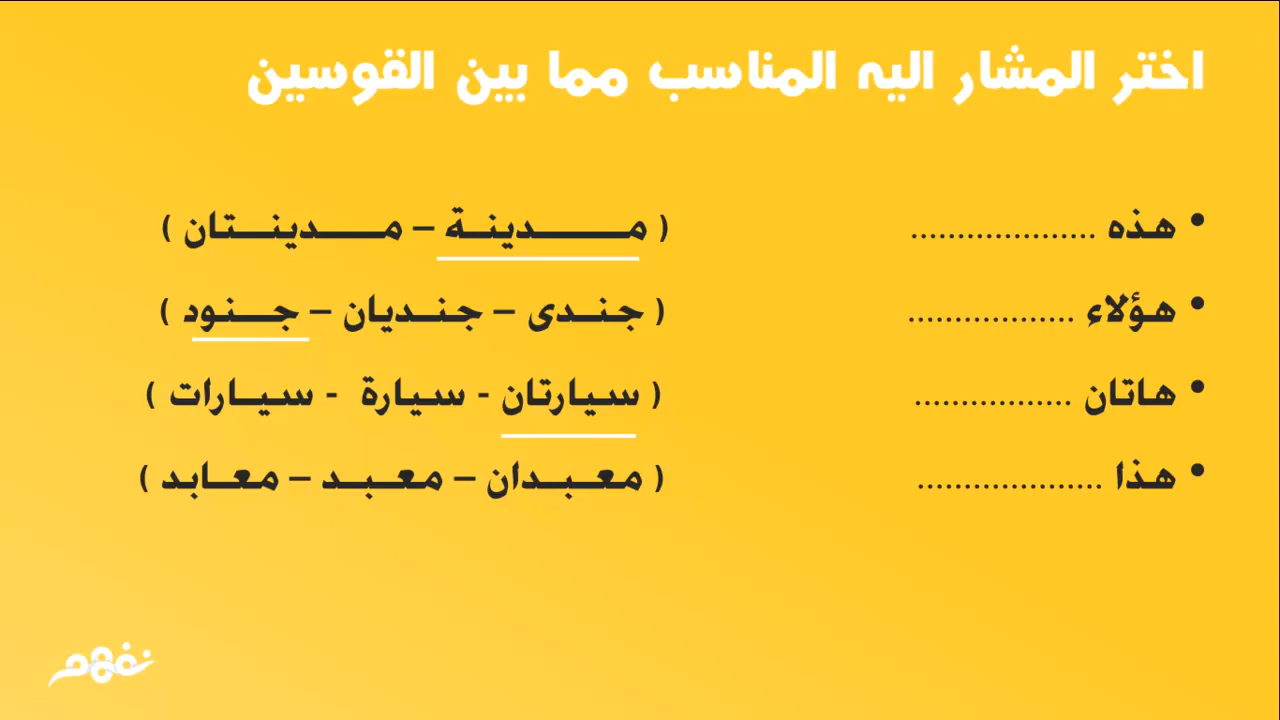 اختر المشار اليه المناسب مما بين القوسين
• هذه ................... ( مدينة – مدينتان )
• هؤلاء ................. ( جندى – جنديان – جنود )
• هاتان ................ ( سيارتان - سيارة - سيارات )
• هذا ................... ( معبدان – معبد – معابد )
نفهم